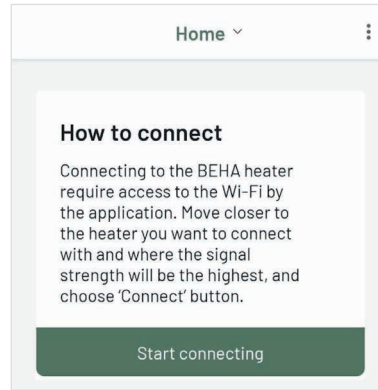 Home
How to connect
Connecting to the BEHA heater
require access to the Wi-Fi by
the application. Move closer to
the heater you want to connect
with and where the signal
strength will be the highest, and
choose ‘Connect’ button.
Start connecting